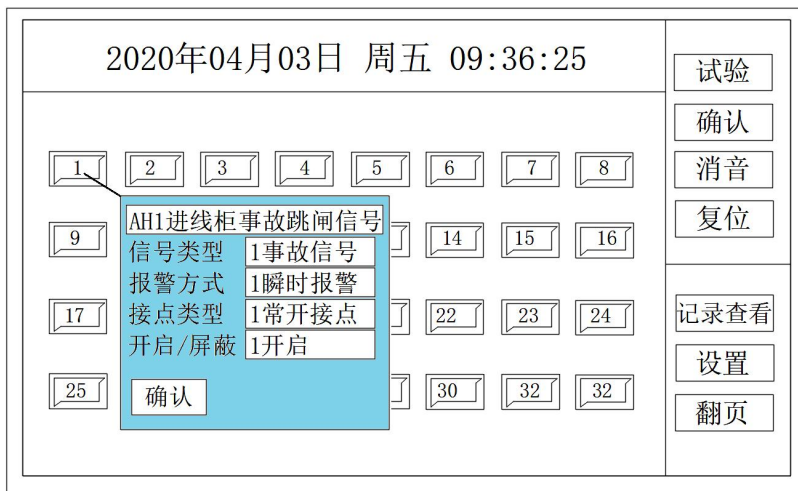 2020年04月03日 周五 09:36:25
试验
确认
消音
复位
记录查看
设置
翻页
1 2 3 4 5 6 7 8
9 14 15 16
17 22 23 24
25 30 32 32
AH1进线柜事故跳闸信号
信号类型 1事故信号
报警方式 1瞬时报警
接点类型 1常开接点
开启/屏蔽 1开启
确认